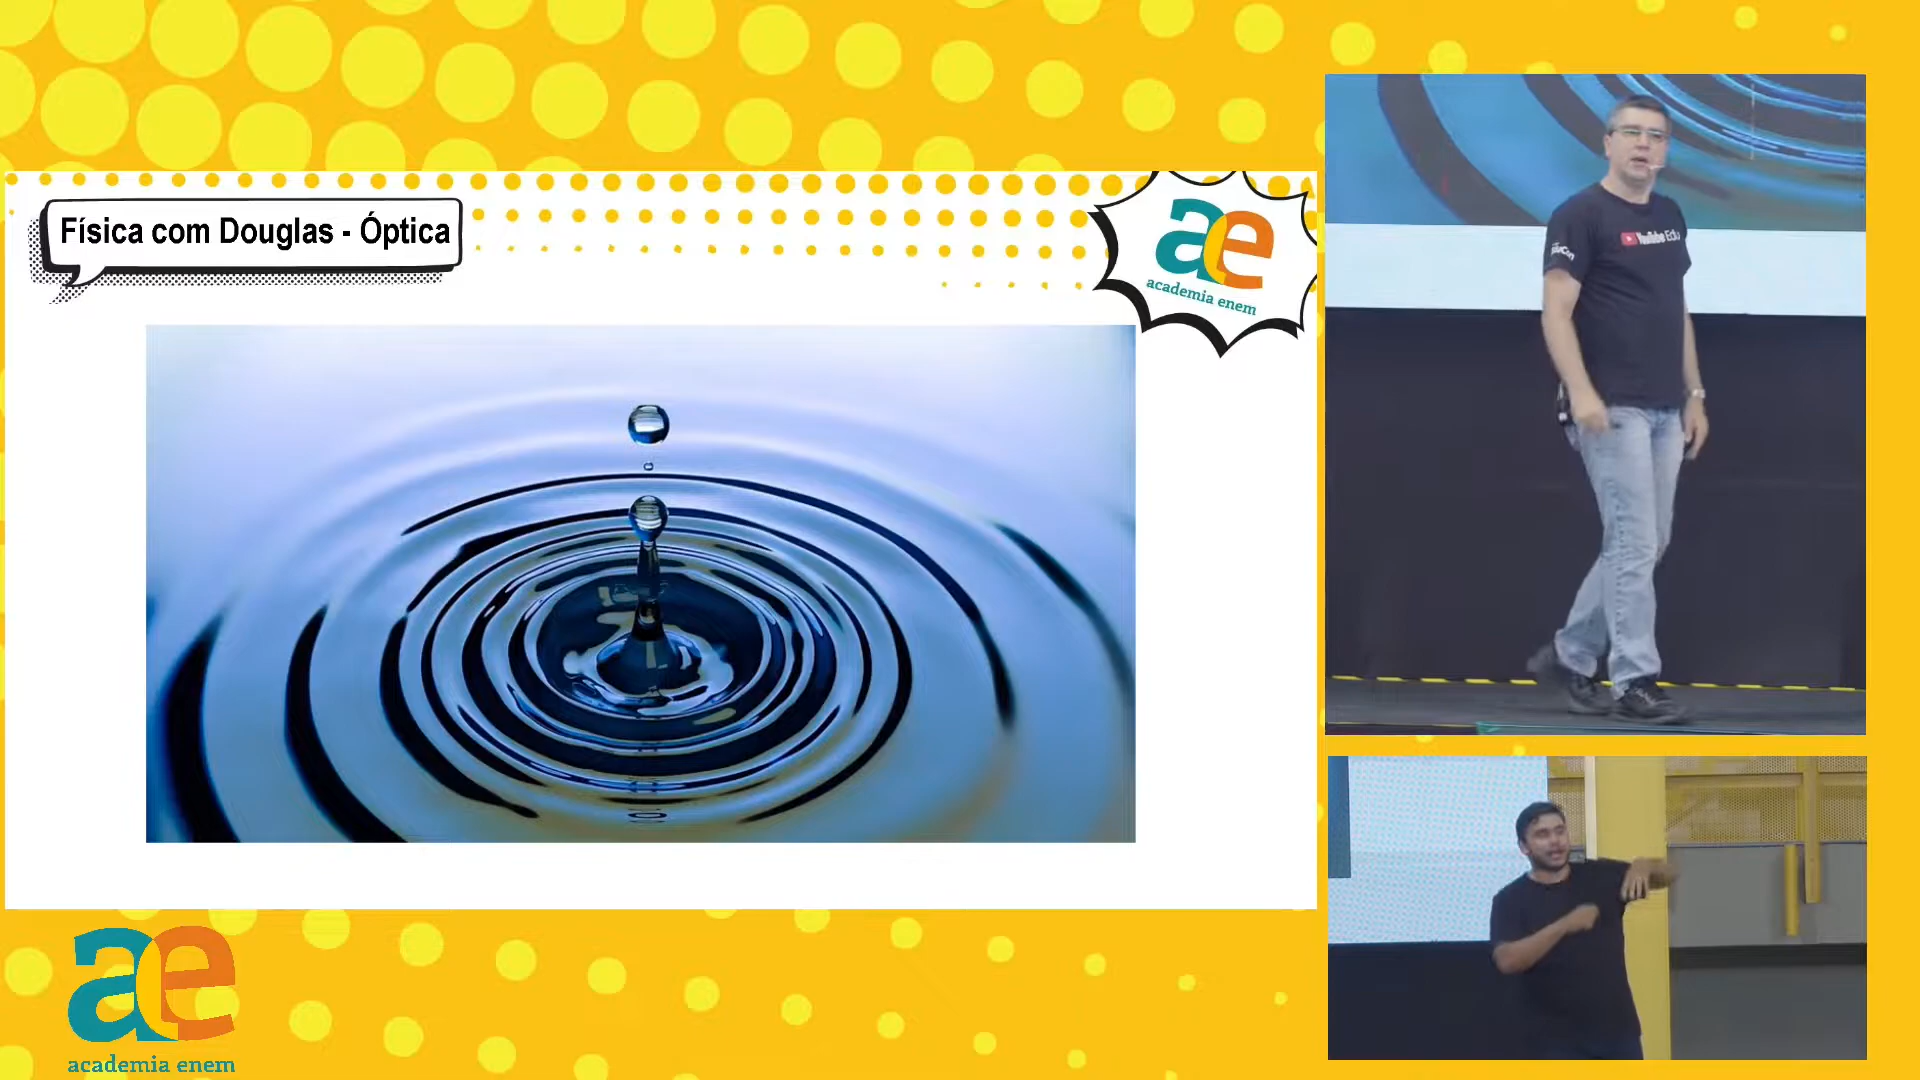 Física com Douglas - Óptica
ae
academia enem
YouTube Edu
ae
academia enem